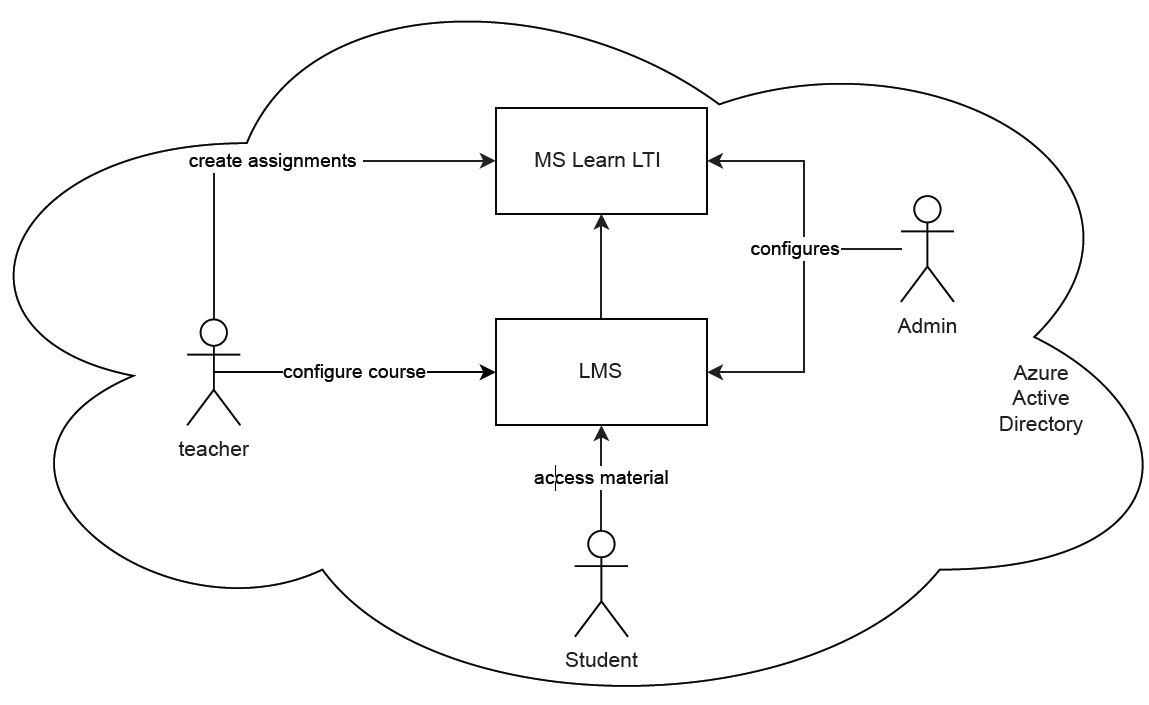 create assignments
MS Learn LTI
configures
Admin
configure course
LMS
Azure
Active
Directory
teacher
access material
Student